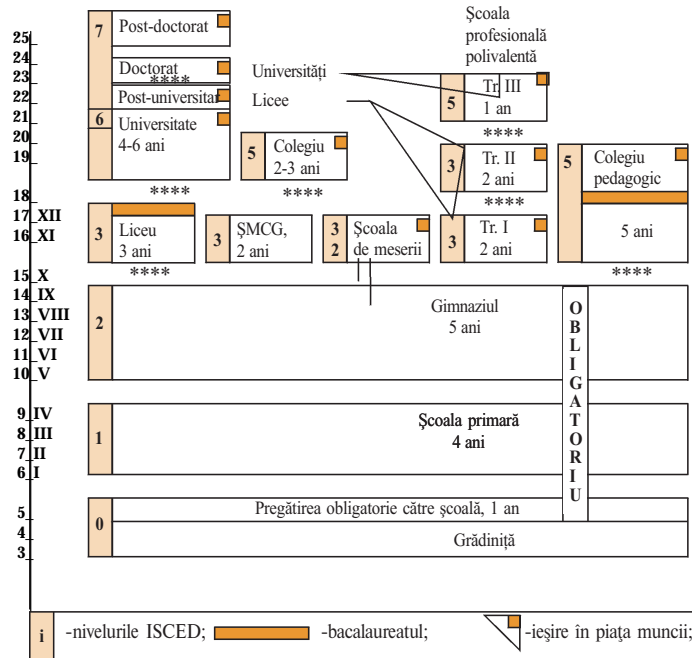 Școala
profesională
polivalentă
25
24
23
22
21
20
19
18
17 XII
16 XI
15 X
14 IX
13 VIII
12 VII
11 VI
10 V
9 IV
8 III
7 II
6 I
5
4
3
7
Post-doctorat
Doctorat
****
Post-universitar
6
Universitate
4-6 ani
****
Universități
Licee
5
Colegiu
2-3 ani
****
5
Tr. III
1 an
****
3
Tr. II
2 ani
****
3
Tr. I
2 ani
5
Colegiu
pedagogic
5 ani
****
3
Liceu
3 ani
****
3
ȘMCG,
2 ani
3
2
Școala
de meserii
2
Gimnaziul
5 ani
1
Școala primară
4 ani
0
Pregătirea obligatorie către școală, 1 an
Grădiniță
OBLIGATORIU
i -nivelurile ISCED; -bacalaureatul; -ieșire în piața muncii;